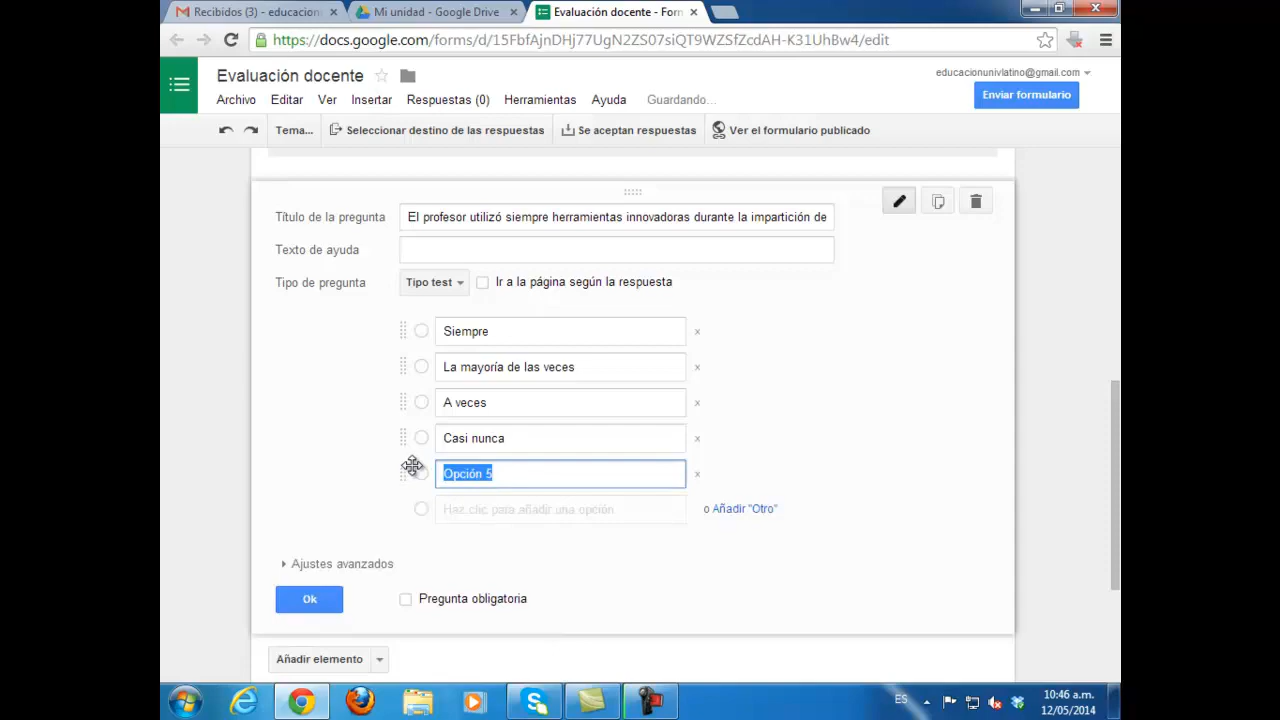 Recibidos (3) - educacion
Mi unidad - Google Drive
Evaluación docente - Form
https://docs.google.com/forms/d/15FbfAjnDHj77UgN2ZS07siQT9WZSfZcdAH-K31UhBw4/edit
Evaluación docente
educacionunivlatino@gmail.com
Archivo Editar Ver Insertar Respuestas (0) Herramientas Ayuda Guardando...
Enviar formulario
Tema... Seleccionar destino de las respuestas Se aceptan respuestas Ver el formulario publicado
Título de la pregunta El profesor utilizó siempre herramientas innovadoras durante la impartición de
Texto de ayuda
Tipo de pregunta Tipo test Ir a la página según la respuesta
Siempre x
La mayoría de las veces x
A veces x
Casi nunca x
Opción 5 x
Haz clic para añadir una opción o Añadir "Otro"
Ajustes avanzados
Ok Pregunta obligatoria
Añadir elemento
ES
10:46 a.m.
12/05/2014